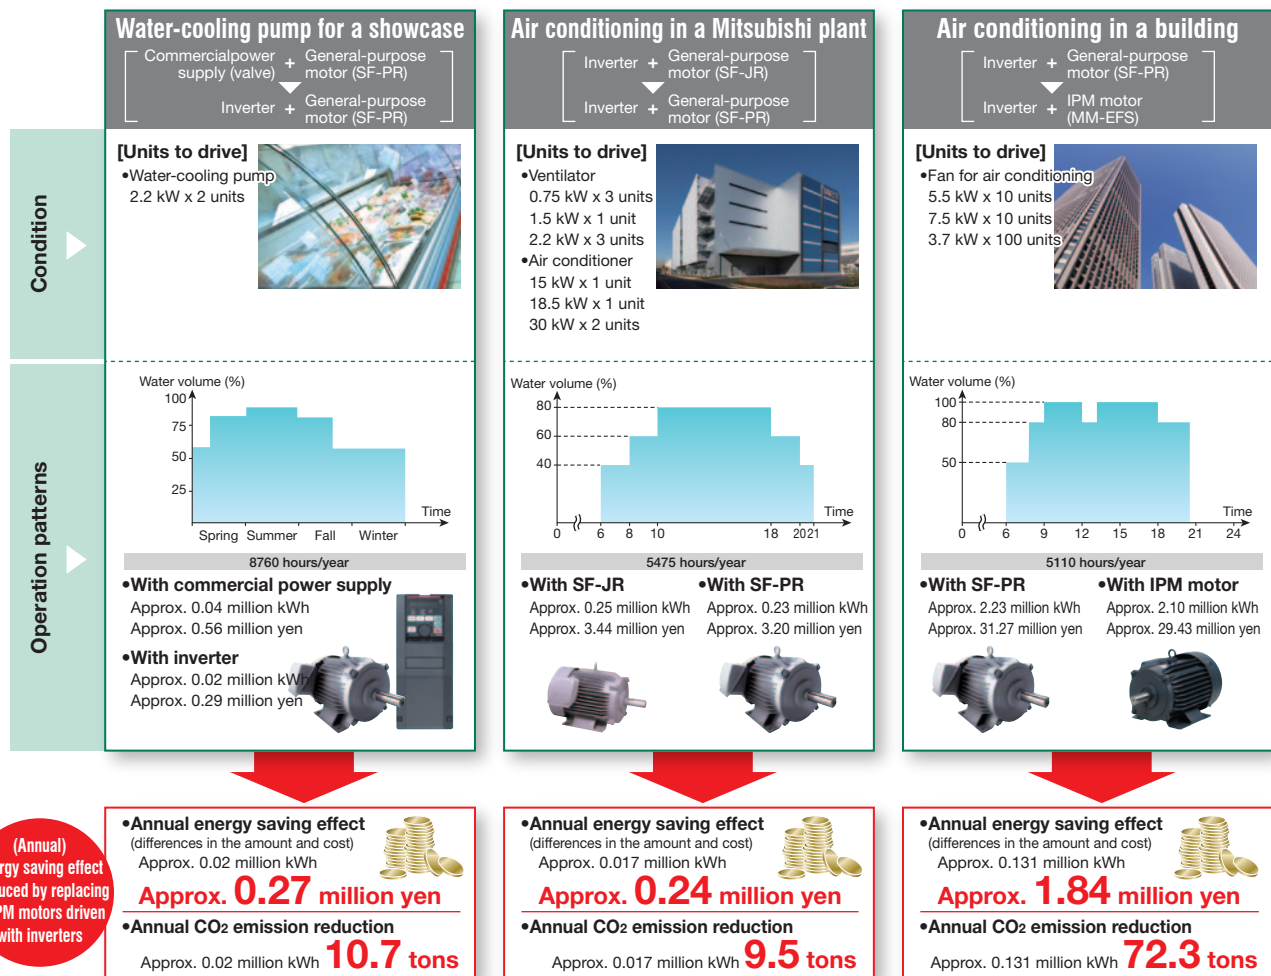 Water-cooling pump for a showcase
Commercialpower supply (valve) + General-purpose motor (SF-PR)
Inverter + General-purpose motor (SF-PR)
Air conditioning in a Mitsubishi plant
Inverter + General-purpose motor (SF-JR)
Inverter + General-purpose motor (SF-PR)
Air conditioning in a building
Inverter + General-purpose motor (SF-PR)
Inverter + IPM motor (MM-EFS)
Condition
[Units to drive]
•Water-cooling pump
2.2 kW x 2 units
[Units to drive]
•Ventilator
0.75 kW x 3 units
1.5 kW x 1 unit
2.2 kW x 3 units
•Air conditioner
15 kW x 1 unit
18.5 kW x 1 unit
30 kW x 2 units
[Units to drive]
•Fan for air conditioning
5.5 kW x 10 units
7.5 kW x 10 units
3.7 kW x 100 units
Operation patterns
Water volume (%)
100
75
50
25
Time
Spring Summer Fall Winter
8760 hours/year
•With commercial power supply
Approx. 0.04 million kWh
Approx. 0.56 million yen
•With inverter
Approx. 0.02 million kWh
Approx. 0.29 million yen
Water volume (%)
80
60
40
Time
0 6 8 10 18 2021
5475 hours/year
•With SF-JR
Approx. 0.25 million kWh
Approx. 3.44 million yen
•With SF-PR
Approx. 0.23 million kWh
Approx. 3.20 million yen
Water volume (%)
100
80
50
Time
0 6 9 12 15 18 21 24
5110 hours/year
•With SF-PR
Approx. 2.23 million kWh
Approx. 31.27 million yen
•With IPM motor
Approx. 2.10 million kWh
Approx. 29.43 million yen
(Annual)
rgy saving effect
uced by replacing
PM motors driven
with inverters
•Annual energy saving effect
(differences in the amount and cost)
Approx. 0.02 million kWh
Approx. 0.27 million yen
•Annual CO2 emission reduction
Approx. 0.02 million kWh 10.7 tons
•Annual energy saving effect
(differences in the amount and cost)
Approx. 0.017 million kWh
Approx. 0.24 million yen
•Annual CO2 emission reduction
Approx. 0.017 million kWh 9.5 tons
•Annual energy saving effect
(differences in the amount and cost)
Approx. 0.131 million kWh
Approx. 1.84 million yen
•Annual CO2 emission reduction
Approx. 0.131 million kWh 72.3 tons